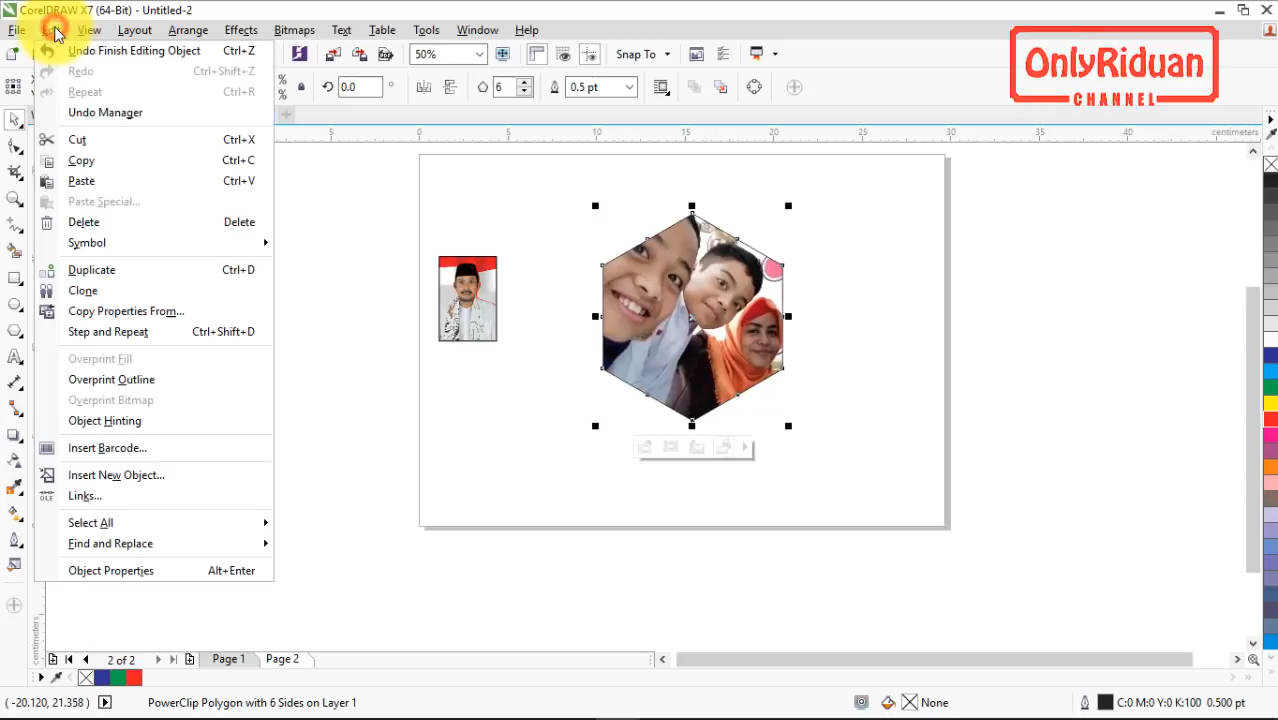 CorelDRAW X7 (64-Bit) - Untitled-2
File Edit View Layout Arrange Effects Bitmaps Text Table Tools Window Help
OnlyRiduan
CHANNEL
50% Snap To
0.0 ° 6 0.5 pt
%
%
5 0 5 10 15 20 25 30 35 40 centimeters
Undo Finish Editing Object Ctrl+Z
Redo Ctrl+Shift+Z
Repeat Ctrl+R
Undo Manager
Cut Ctrl+X
Copy Ctrl+C
Paste Ctrl+V
Paste Special...
Delete Delete
Symbol
Duplicate Ctrl+D
Clone
Copy Properties From...
Step and Repeat Ctrl+Shift+D
Overprint Fill
Overprint Outline
Overprint Bitmap
Object Hinting
Insert Barcode...
Insert New Object...
Links...
Select All
Find and Replace
Object Properties Alt+Enter
centimeters
2 of 2 Page 1 Page 2
( -20.120, 21.358 ) PowerClip Polygon with 6 Sides on Layer 1 None C:0 M:0 Y:0 K:100 0.500 pt